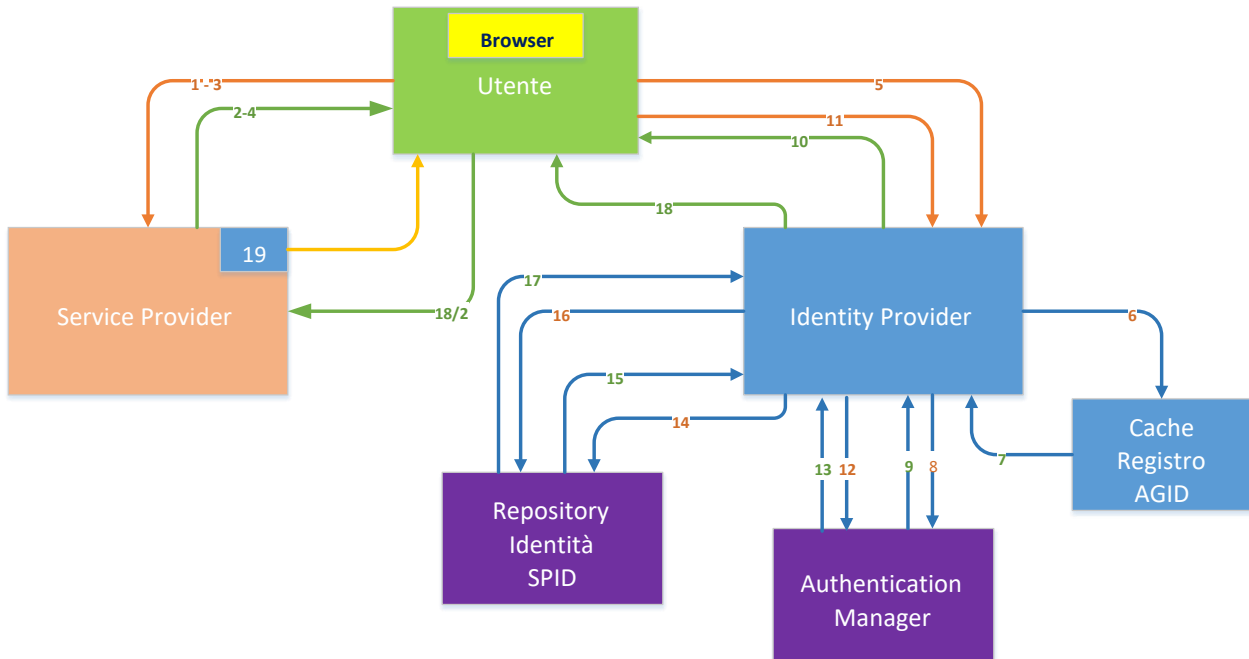 Browser
Utente
1 - 3
5
2-4
11
10
18
19
17
Service Provider
18/2
16
Identity Provider
6
15
14
Cache
Registro
AGID
7
13
12
9
8
Repository
Identità
SPID
Authentication
Manager